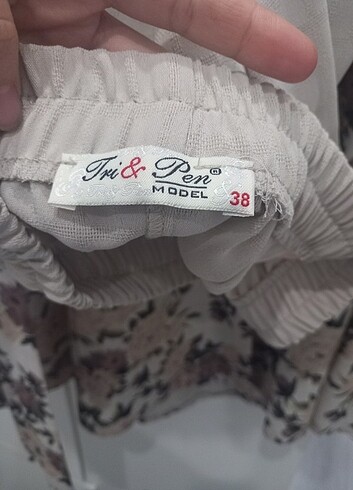 Tri & Pen®
MODEL
38